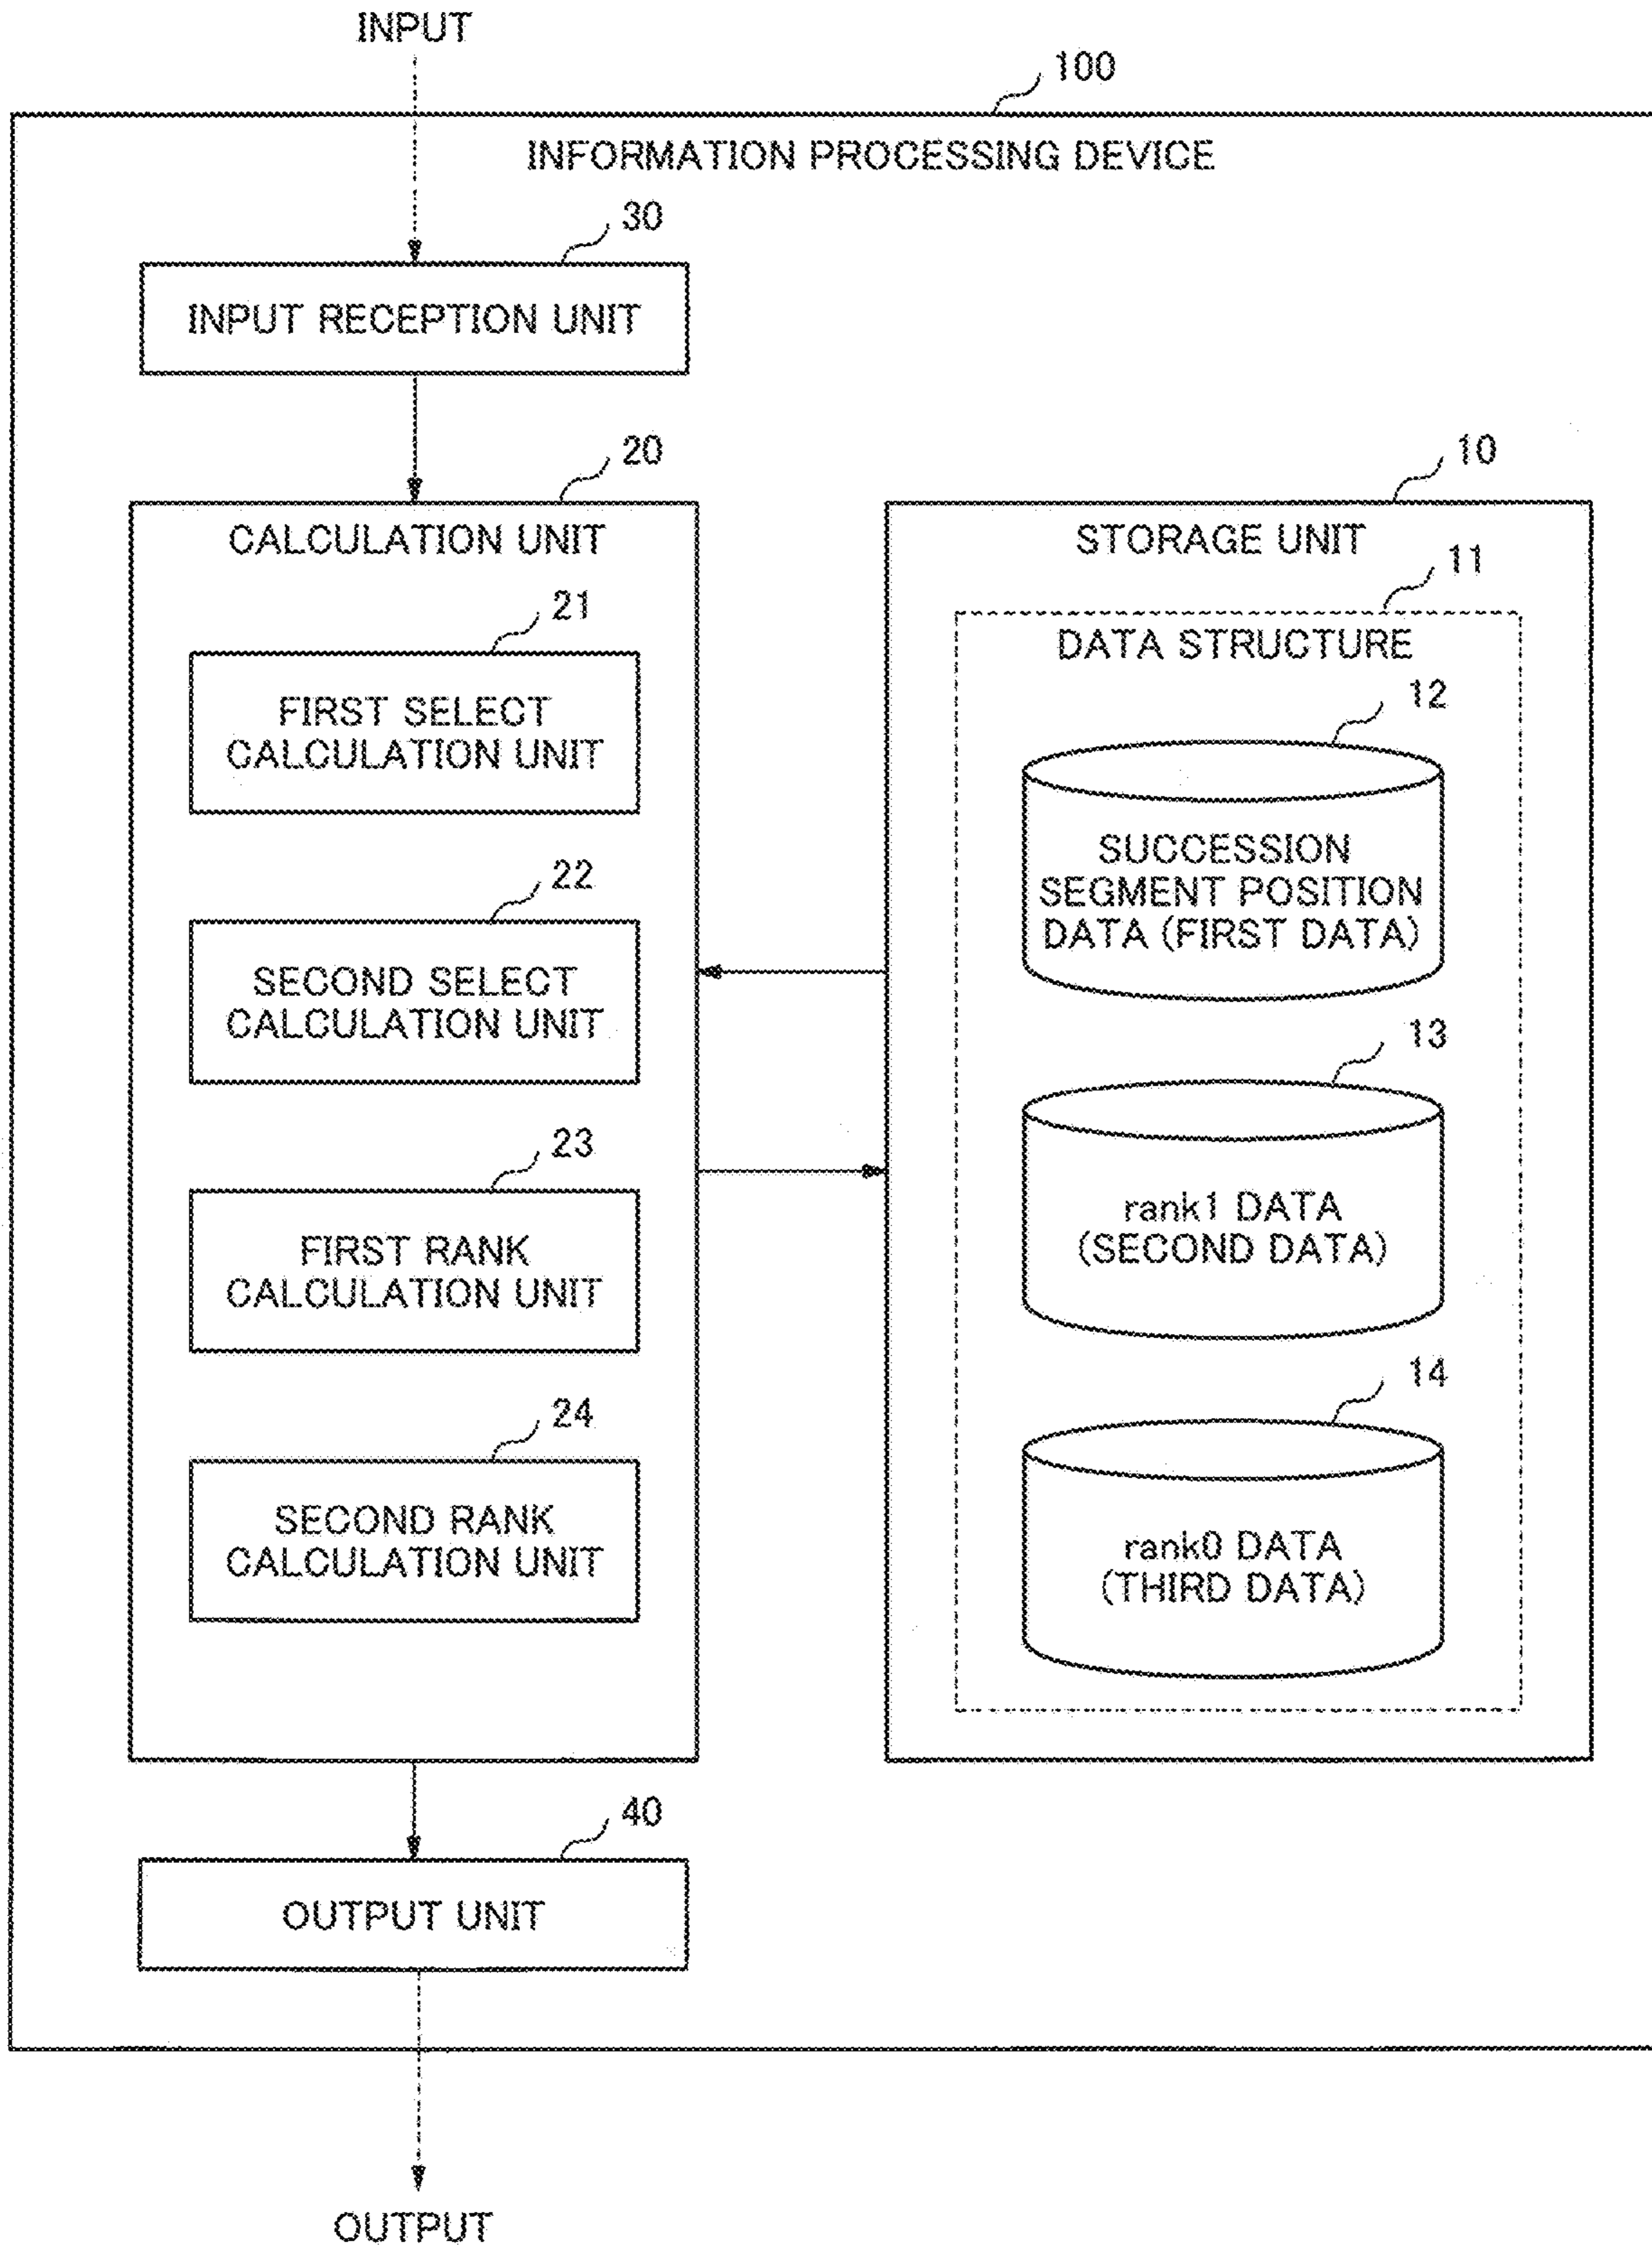 INPUT
100
INFORMATION PROCESSING DEVICE
30
INPUT RECEPTION UNIT
20
CALCULATION UNIT
21
FIRST SELECT
CALCULATION UNIT
22
SECOND SELECT
CALCULATION UNIT
23
FIRST RANK
CALCULATION UNIT
24
SECOND RANK
CALCULATION UNIT
10
STORAGE UNIT
11
DATA STRUCTURE
12
SUCCESSION
SEGMENT POSITION
DATA (FIRST DATA)
13
rank1 DATA
(SECOND DATA)
14
rank0 DATA
(THIRD DATA)
40
OUTPUT UNIT
OUTPUT